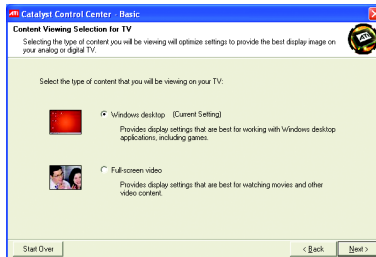 ATI Catalyst Control Center - Basic
Content Viewing Selection for TV
Selecting the type of content you will be viewing will optimize settings to provide the best display image on
your analog or digital TV.
ATI
Select the type of content that you will be viewing on your TV:
Windows desktop (Current Setting)
Provides display settings that are best for working with Windows desktop
applications, including games.
Full-screen video
Provides display settings that are best for watching movies and other
video content.
Start Over
< Back
Next >